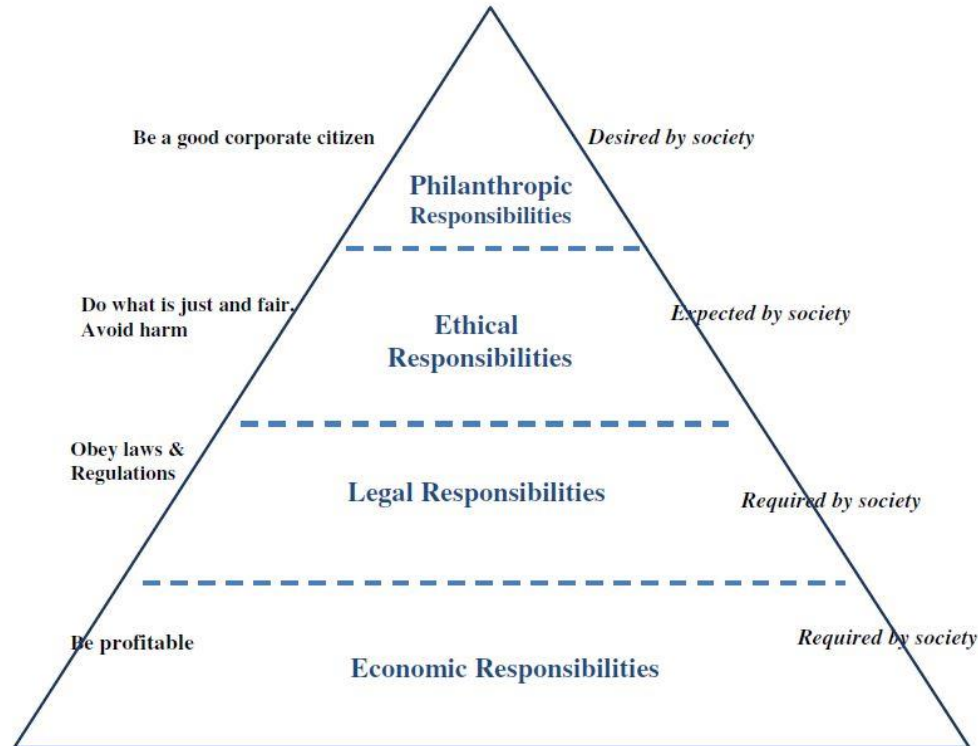 Be a good corporate citizen
Desired by society
Philanthropic
Responsibilities
Do what is just and fair,
Avoid harm
Expected by society
Ethical
Responsibilities
Obey laws &
Regulations
Legal Responsibilities
Required by society
Be profitable
Required by society
Economic Responsibilities